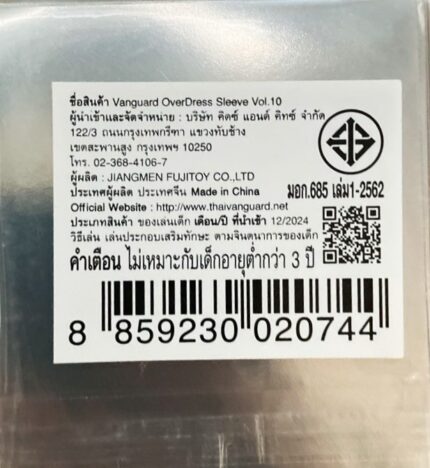 ชื่อสินค้า Vanguard OverDress Sleeve Vol.10
ผู้นำเข้าและจัดจำหน่าย : บริษัท คิดซ์ แอนด์ คิทซ์ จำกัด
122/3 ถนนกรุงเทพกรีฑา แขวงทับช้าง
เขตสะพานสูง กรุงเทพฯ 10250
โทร. 02-368-4106-7
ผู้ผลิต : JIANGMEN FUJITOY CO.,LTD
ประเทศผู้ผลิต ประเทศจีน Made in China
มอก.685 เล่ม1-2562
Official Website : http://www.thaivanguard.net
ประเภทสินค้า ของเล่นเด็ก เดือน/ปี ที่นำเข้า 12/2024
วิธีเล่น เล่นประกอบเสริมทักษะ ตามจินตนาการของเด็ก
คำเตือน ไม่เหมาะกับเด็กอายุต่ำกว่า 3 ปี
8 859230 020744